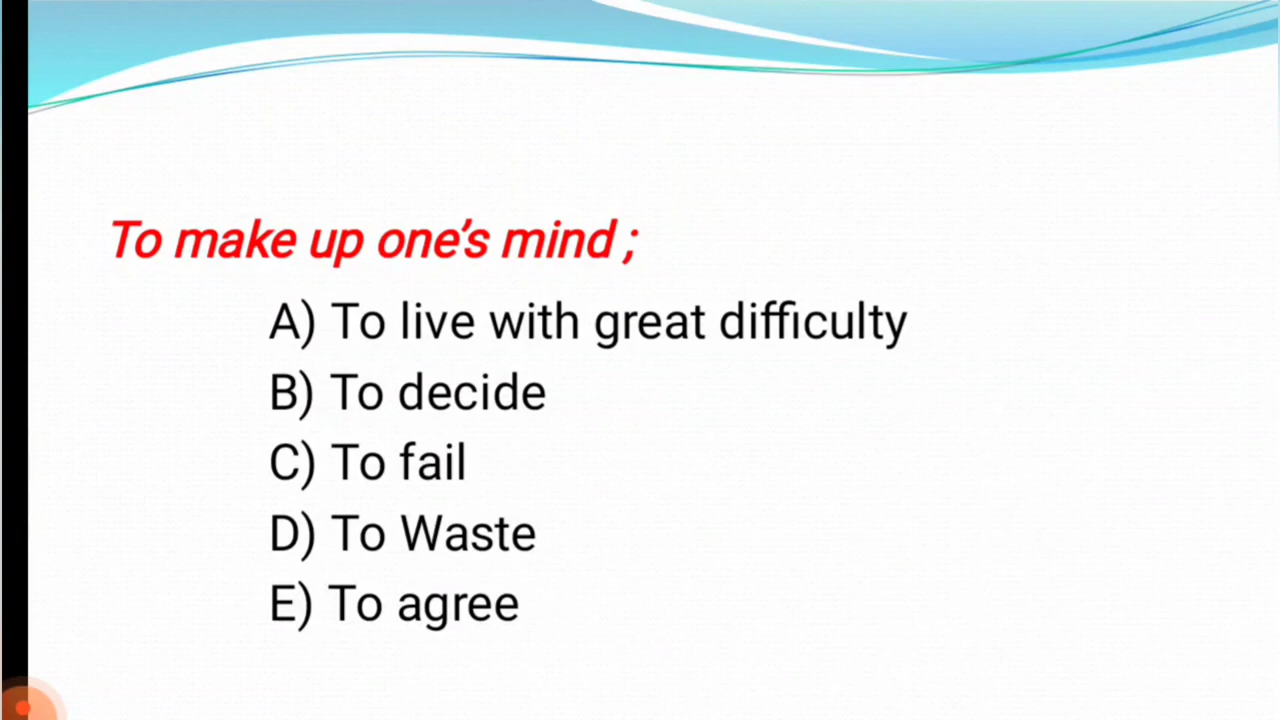 To make up one’s mind ;
A) To live with great difficulty
B) To decide
C) To fail
D) To Waste
E) To agree